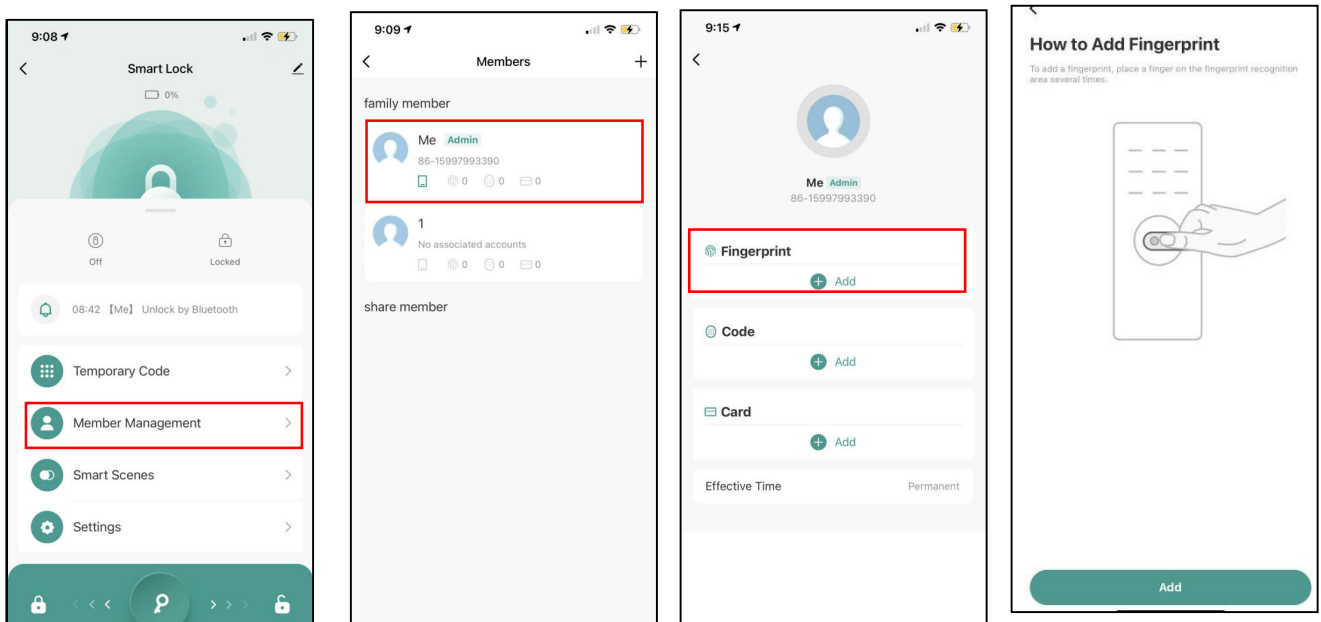 9:08
Smart Lock
0%
Off
Locked
08:42 【Me】 Unlock by Bluetooth
Temporary Code
Member Management
Smart Scenes
Settings
9:09
Members
family member
Me Admin
86-15997993390
0 0 0
1
No associated accounts
0 0 0
share member
9:15
Me Admin
86-15997993390
Fingerprint
Add
Code
Add
Card
Add
Effective Time Permanent
How to Add Fingerprint
To add a fingerprint, place a finger on the fingerprint recognition
area several times.
Add